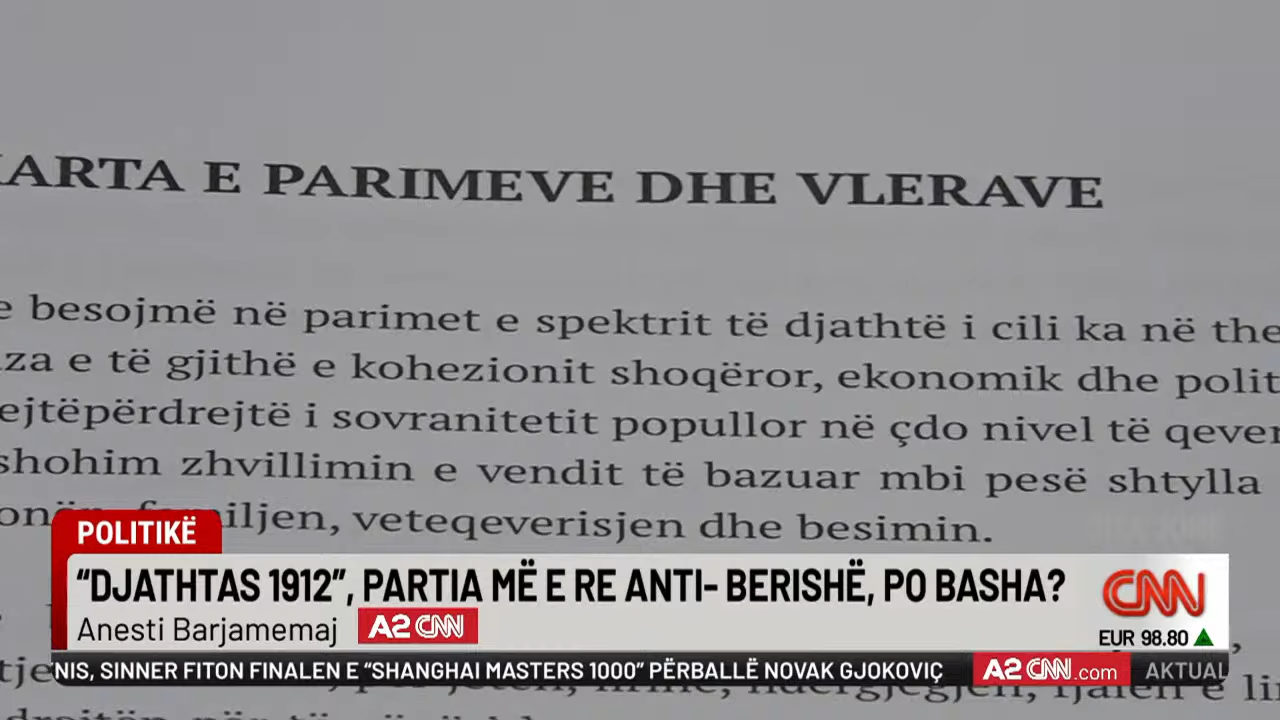 KARTA E PARIMEVE DHE VLERAVE
e besojmë në parimet e spektrit të djathtë i cili ka në the
za e të gjithë e kohezionit shoqëror, ekonomik dhe polit
ejtëpërdrejtë i sovranitetit popullor në çdo nivel të qever
shohim zhvillimin e vendit të bazuar mbi pesë shtylla
iljen, veteqeverisjen dhe besimin.
POLITIKË
“DJATHTAS 1912”, PARTIA MË E RE ANTI- BERISHË, PO BASHA?
Anesti Barjamemaj A2 CNN
CNN
EUR 98.80
NIS, SINNER FITON FINALEN E “SHANGHAI MASTERS 1000” PËRBALLË NOVAK GJOKOVIÇ A2 CNN.com AKTUAL